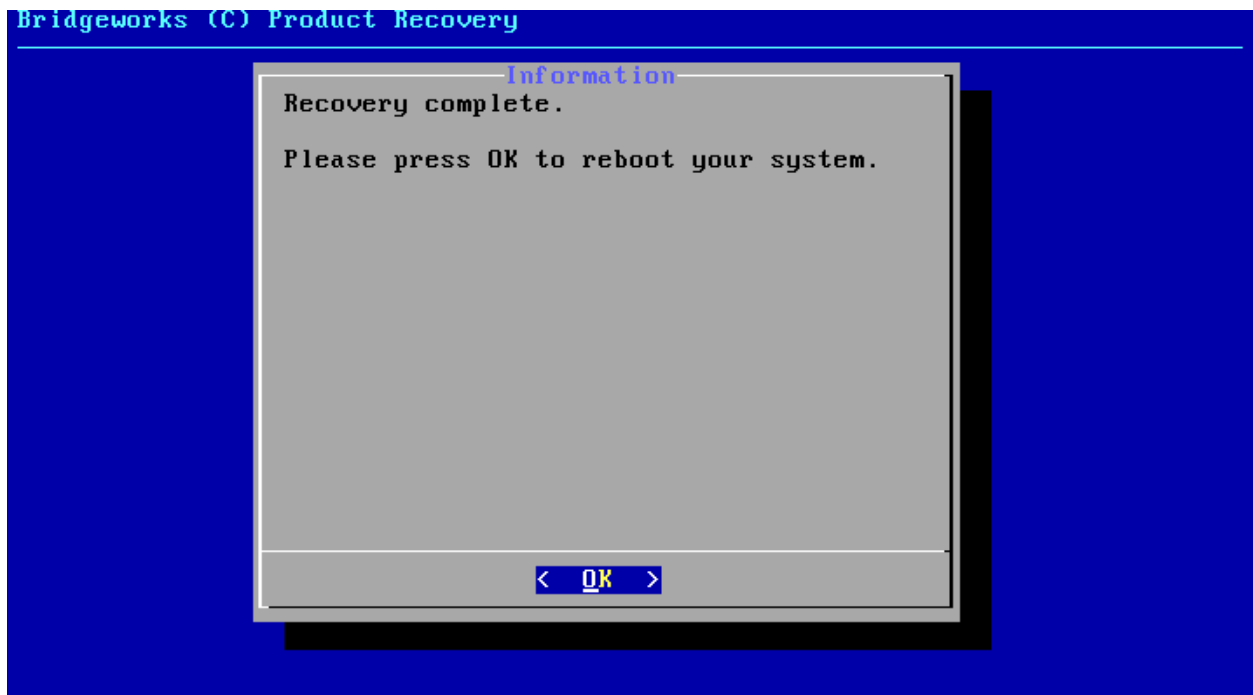 Bridgeworks (C) Product Recovery
Information
Recovery complete.
Please press OK to reboot your system.
< OK >